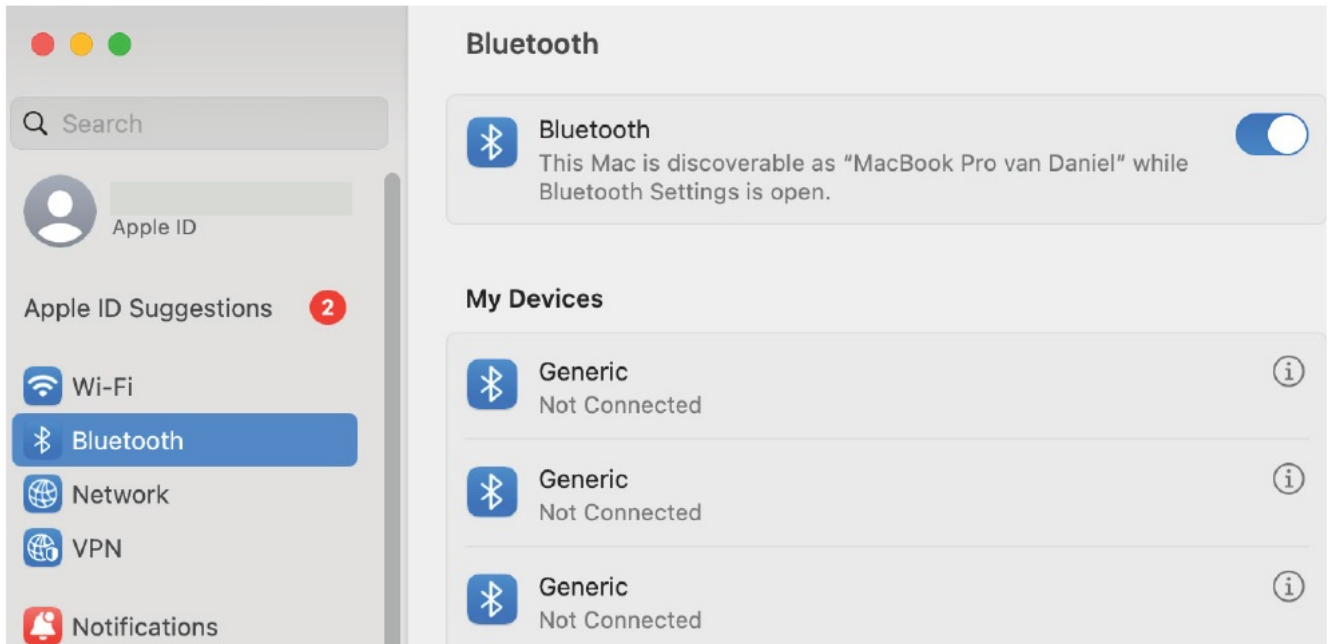 Search
Apple ID
Apple ID Suggestions 2
Wi-Fi
Bluetooth
Network
VPN
Notifications
Bluetooth
Bluetooth
This Mac is discoverable as “MacBook Pro van Daniel” while
Bluetooth Settings is open.
My Devices
Generic
Not Connected
Generic
Not Connected
Generic
Not Connected